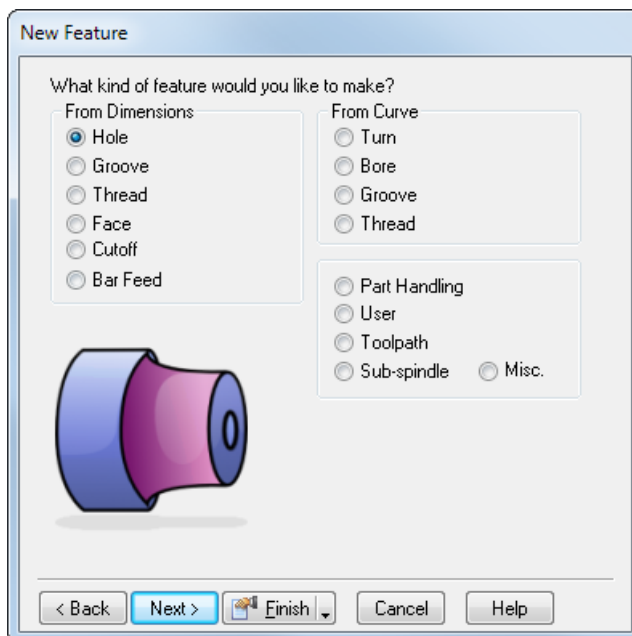 New Feature
What kind of feature would you like to make?
From Dimensions
Hole
Groove
Thread
Face
Cutoff
Bar Feed
From Curve
Turn
Bore
Groove
Thread
Part Handling
User
Toolpath
Sub-spindle Misc.
< Back Next > Finish Cancel Help